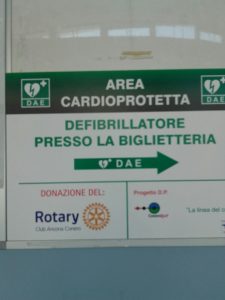 AREA
CARDIOPROTETTA
DAE
DAE
DEFIBRILLATORE
PRESSO LA BIGLIETTERIA
DAE
DONAZIONE DEL:
Rotary
Club Ancona Conero
Progetto G.P.
"La linea del c